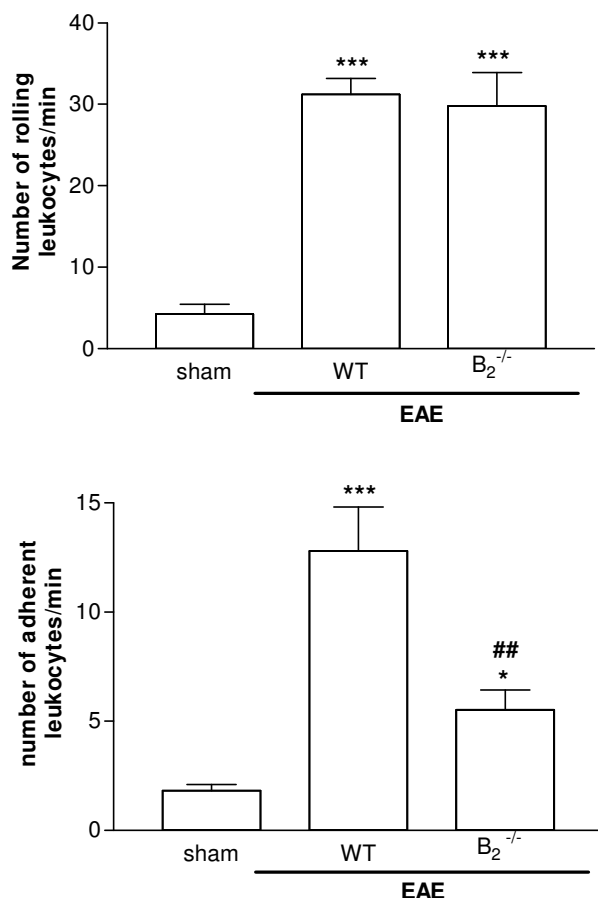 Number of rolling
leukocytes/min
40
30
20
10
0
***
***
sham
WT
B₂⁻/⁻
EAE
number of adherent
leukocytes/min
15
10
5
0
***
##
*
sham
WT
B₂⁻/⁻
EAE